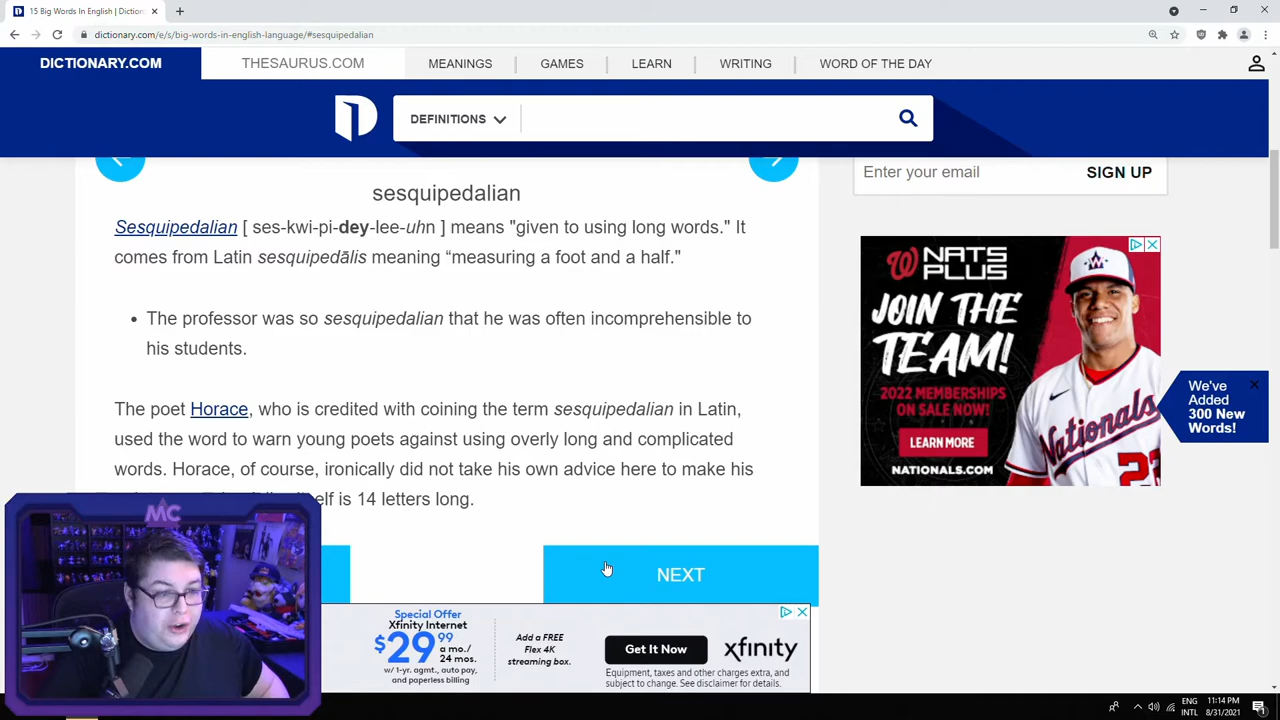 15 Big Words In English | Diction
dictionary.com/e/s/big-words-in-english-language/#sesquipedalian
DICTIONARY.COM
THESAURUS.COM
MEANINGS
GAMES
LEARN
WRITING
WORD OF THE DAY
DEFINITIONS
Enter your email
SIGN UP
sesquipedalian
Sesquipedalian [ ses-kwi-pi-dey-lee-uhn ] means "given to using long words." It
comes from Latin sesquipedālis meaning “measuring a foot and a half.”
• The professor was so sesquipedalian that he was often incomprehensible to
his students.
The poet Horace, who is credited with coining the term sesquipedalian in Latin,
used the word to warn young poets against using overly long and complicated
words. Horace, of course, ironically did not take his own advice here to make his
is 14 letters long.
NEXT
NATS
PLUS
JOIN THE
TEAM!
2022 MEMBERSHIPS
ON SALE NOW!
LEARN MORE
NATIONALS.COM
Nationals
We've
Added
300 New
Words!
MC
Special Offer
Xfinity Internet
$29.99
a mo./
24 mos.
w/ 1-yr. agmt., auto pay,
and paperless billing
Add a FREE
Flex 4K
streaming box.
Get It Now
xfinity
Equipment, taxes and other charges extra, and
subject to change. See disclaimer for details.
ENG
INTL
11:14 PM
8/31/2021